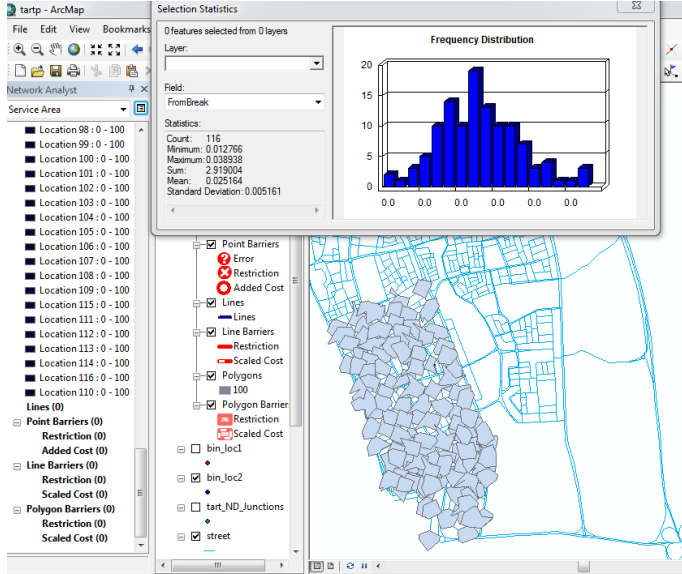 tartp - ArcMap
File Edit View Bookmarks
Network Analyst
Service Area
Location 98 : 0 - 100
Location 99 : 0 - 100
Location 100 : 0 - 100
Location 101 : 0 - 100
Location 102 : 0 - 100
Location 103 : 0 - 100
Location 104 : 0 - 100
Location 105 : 0 - 100
Location 106 : 0 - 100
Location 107 : 0 - 100
Location 108 : 0 - 100
Location 109 : 0 - 100
Location 115 : 0 - 100
Location 111 : 0 - 100
Location 112 : 0 - 100
Location 113 : 0 - 100
Location 114 : 0 - 100
Location 116 : 0 - 100
Location 110 : 0 - 100
Lines (0)
Point Barriers (0)
Restriction (0)
Added Cost (0)
Line Barriers (0)
Restriction (0)
Scaled Cost (0)
Polygon Barriers (0)
Restriction (0)
Scaled Cost (0)
Selection Statistics
0 features selected from 0 layers
Layer:
Field:
FromBreak
Statistics:
Count: 116
Minimum: 0.012766
Maximum: 0.038938
Sum: 2.919004
Mean: 0.025164
Standard Deviation: 0.005161
Frequency Distribution
20
15
10
5
0
0.0 0.0 0.0 0.0 0.0 0.0
Point Barriers
Error
Restriction
Added Cost
Lines
Lines
Line Barriers
Restriction
Scaled Cost
Polygons
100
Polygon Barrier
Restriction
Scaled Cost
bin_loc1
bin_loc2
tart_ND_Junctions
street